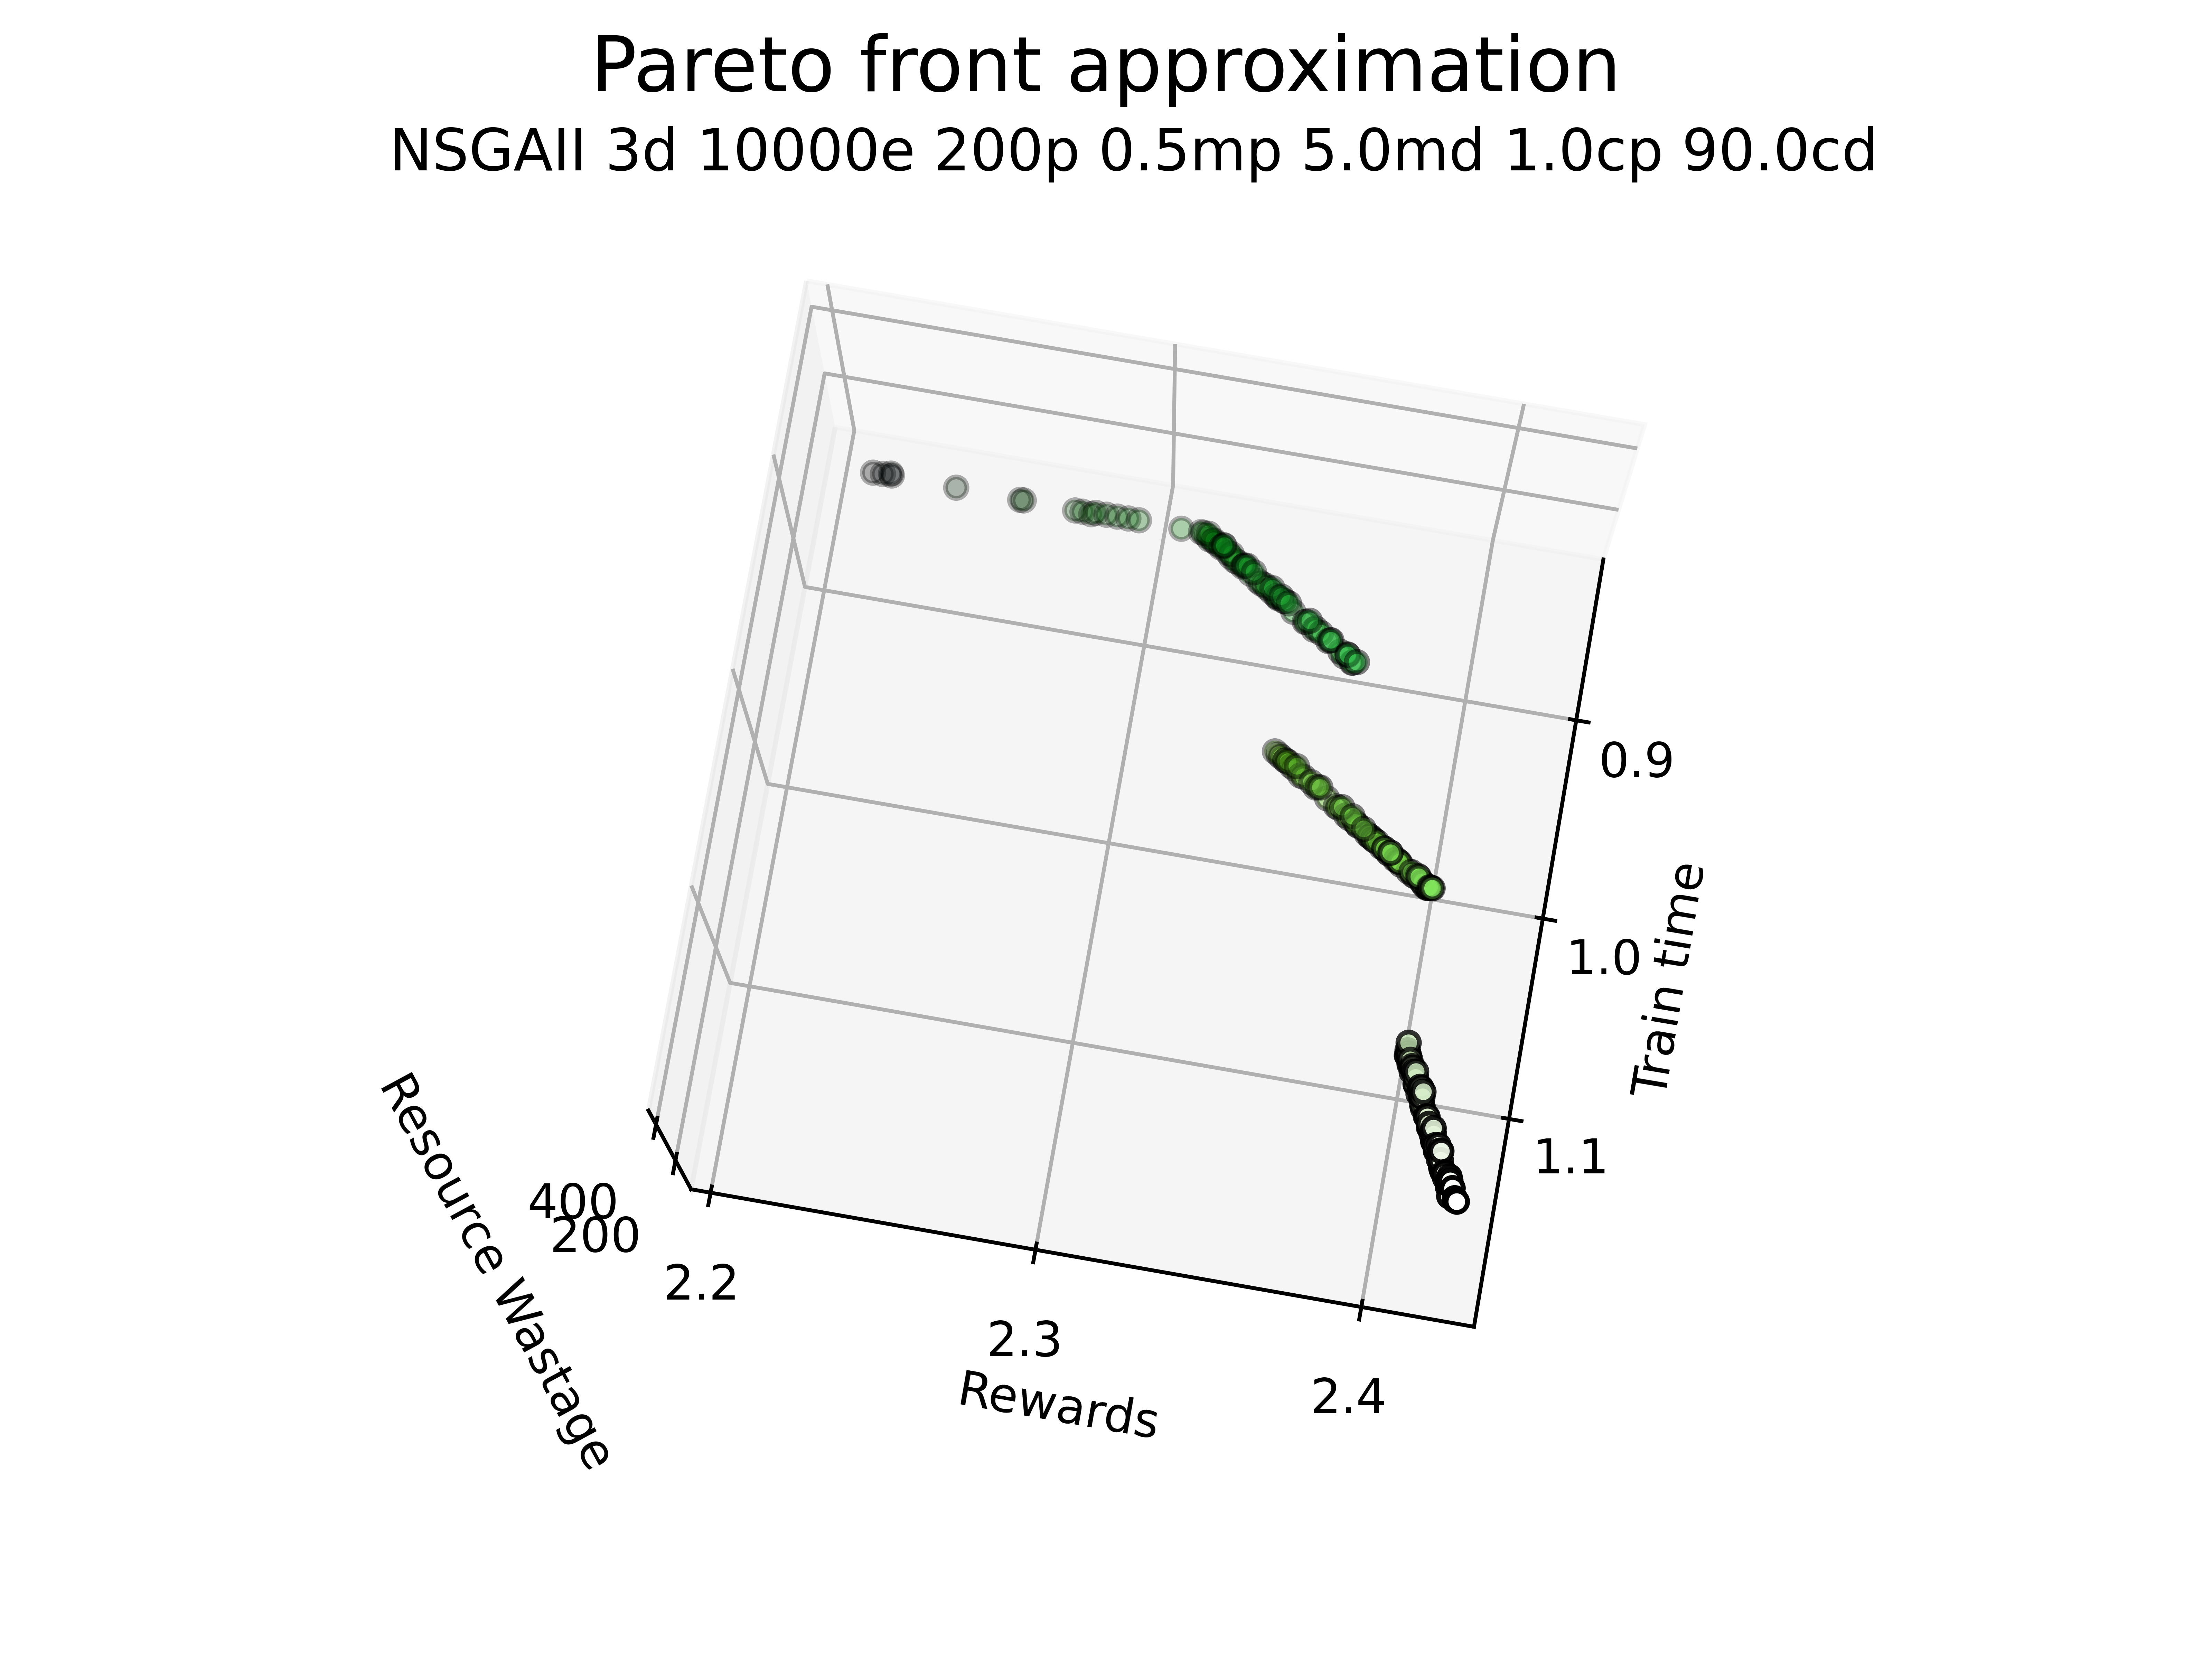 Pareto front approximation
NSGAII 3d 10000e 200p 0.5mp 5.0md 1.0cp 90.0cd
0.9
1.0
1.1
Train time
400
200
Resource Wastage
2.2
2.3
2.4
Rewards